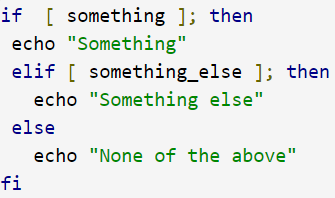 if  [ something ]; then
 echo "Something"
 elif [ something_else ]; then
   echo "Something else"
 else
   echo "None of the above"
fi